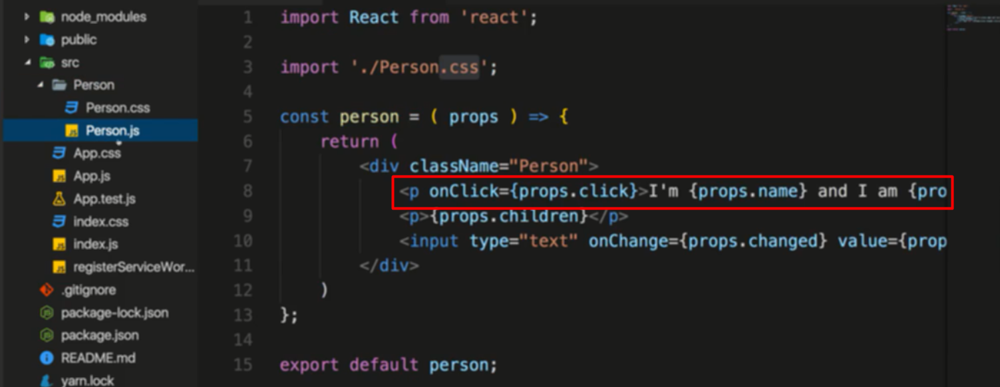 node_modules
public
src
Person
Person.css
Person.js
App.css
App.js
App.test.js
index.css
index.js
registerServiceWor...
.gitignore
package-lock.json
package.json
README.md
yarn.lock
1 import React from 'react';
2
3 import './Person.css';
4
5 const person = ( props ) => {
6 return (
7 <div className="Person">
8 <p onClick={props.click}>I'm {props.name} and I am {pro
9 <p>{props.children}</p>
10 <input type="text" onChange={props.changed} value={prop
11 </div>
12 )
13 };
14
15 export default person;